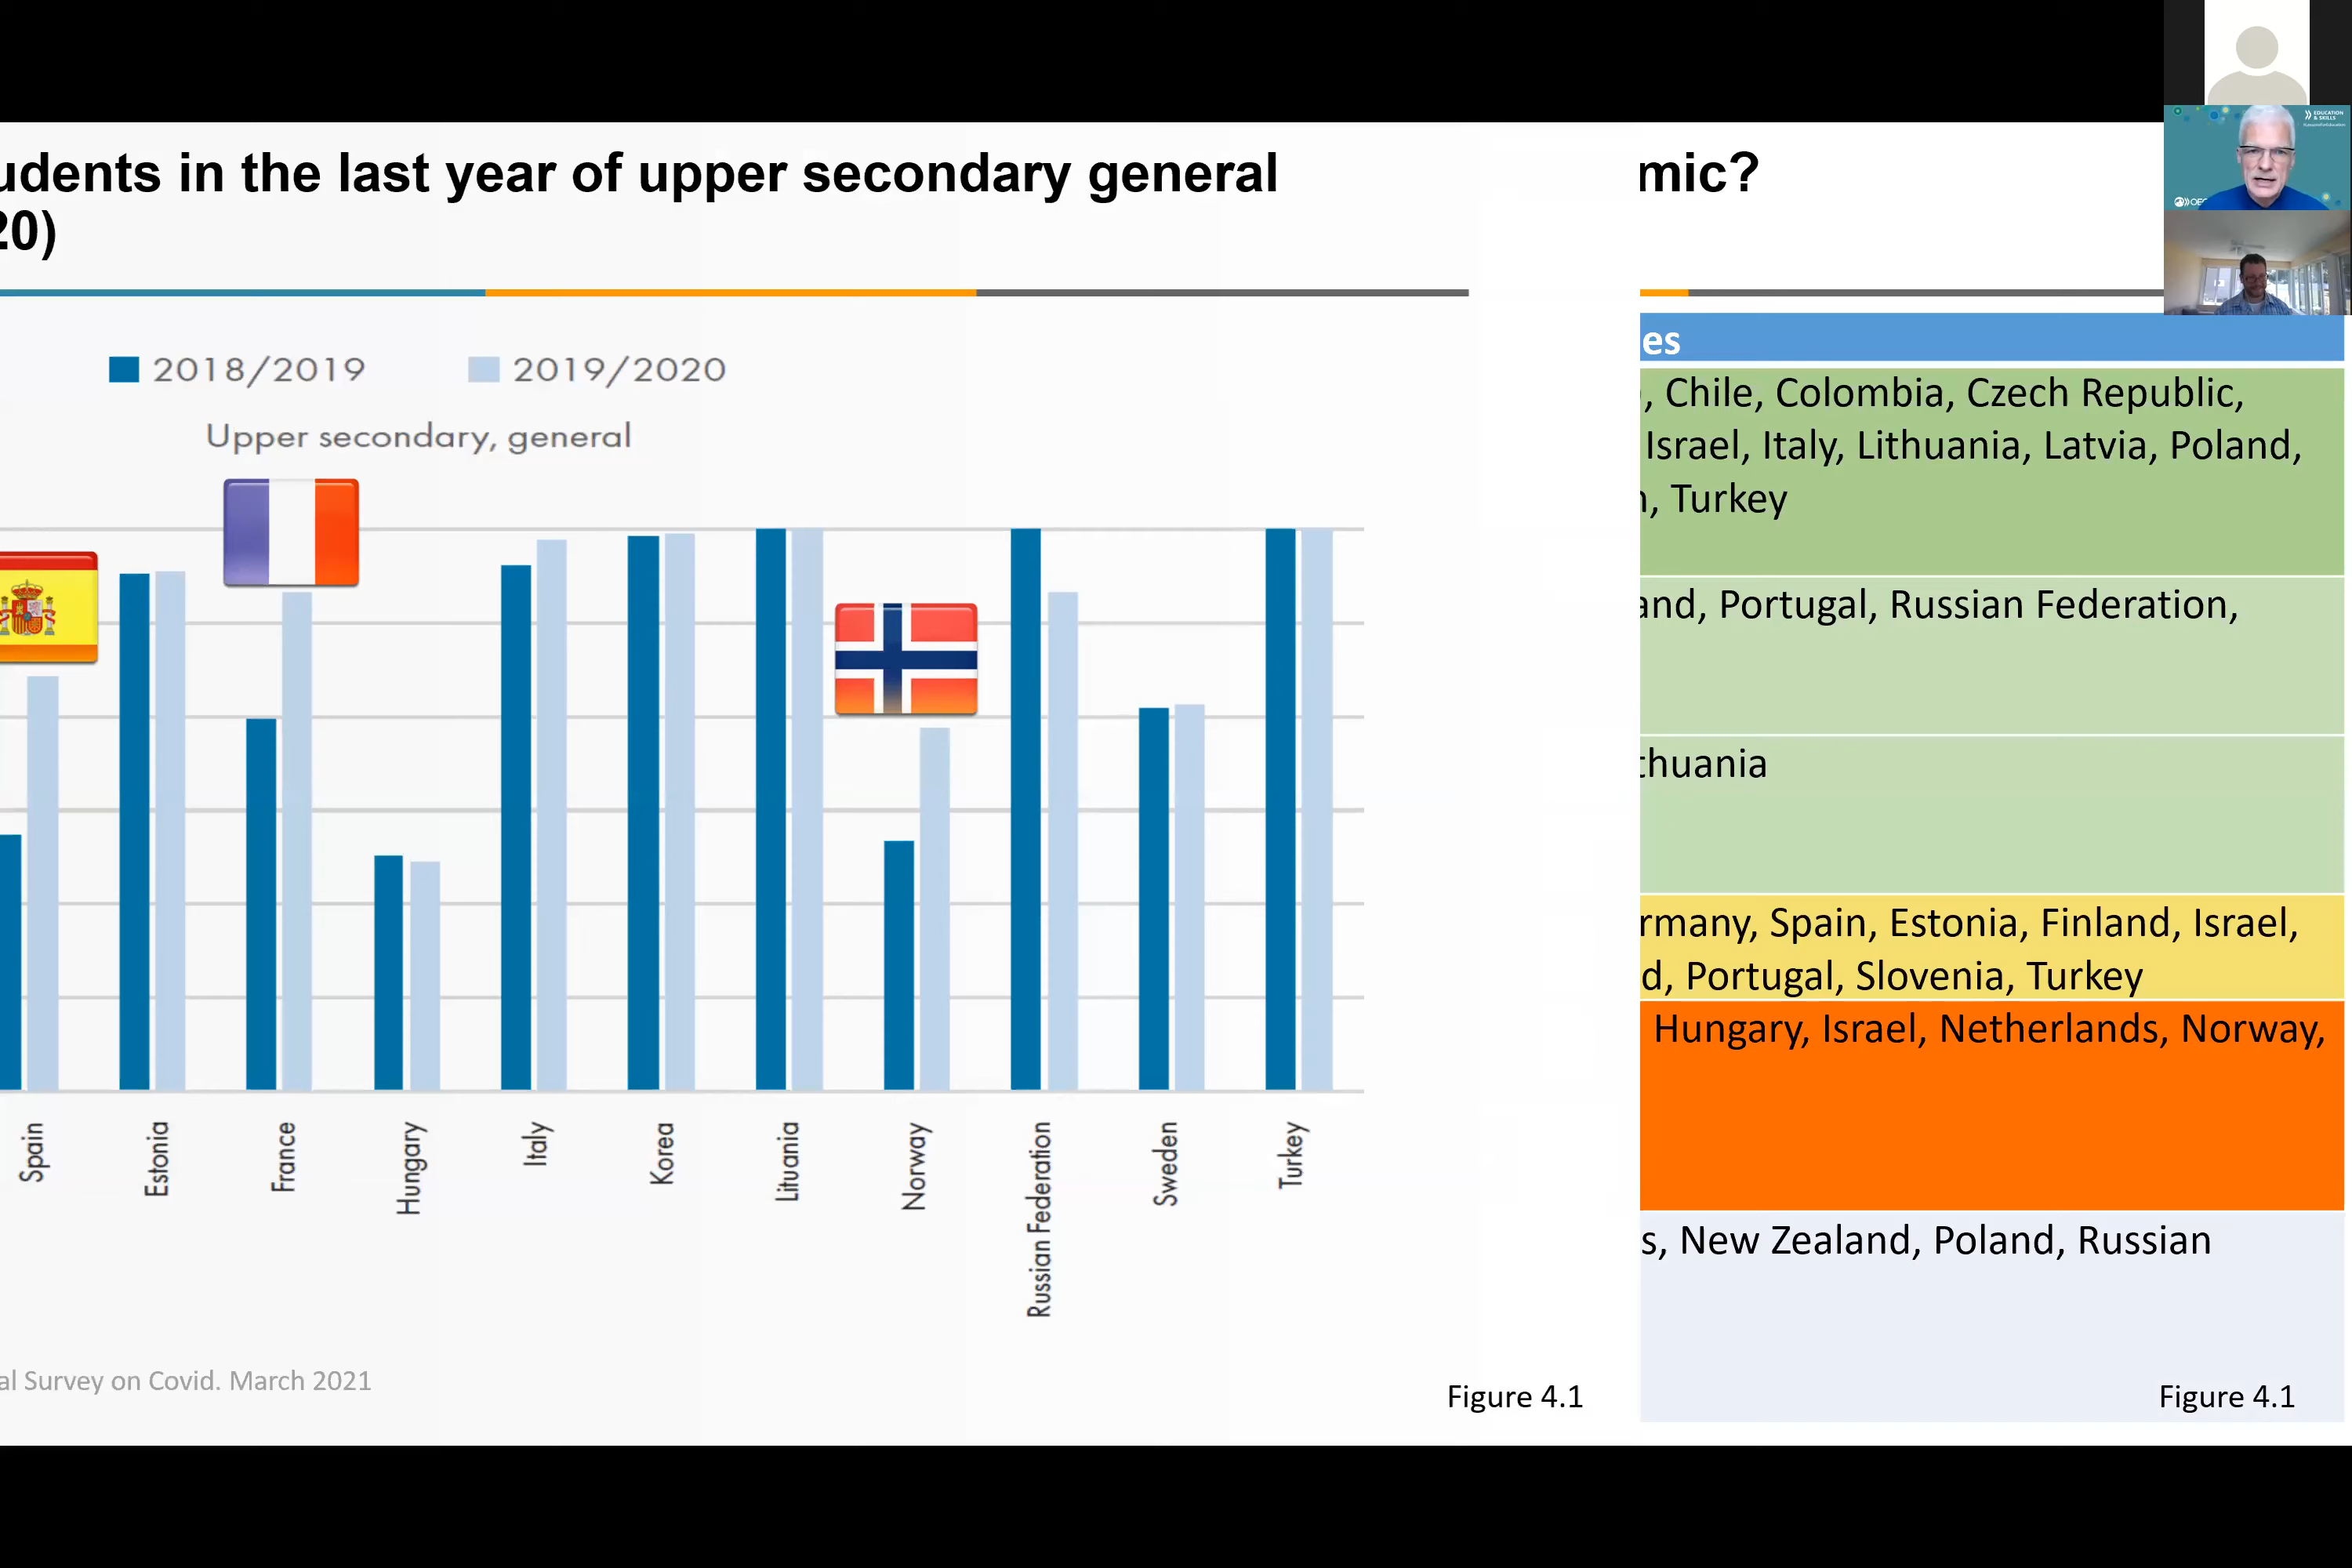 udents in the last year of upper secondary general
20)
2018/2019
2019/2020
Upper secondary, general
Spain
Estonia
France
Hungary
Italy
Korea
Lituania
Norway
Russian Federation
Sweden
Turkey
al Survey on Covid. March 2021
Figure 4.1
mic?
es
, Chile, Colombia, Czech Republic,
Israel, Italy, Lithuania, Latvia, Poland,
, Turkey
and, Portugal, Russian Federation,
thuania
rmany, Spain, Estonia, Finland, Israel,
d, Portugal, Slovenia, Turkey
Hungary, Israel, Netherlands, Norway,
s, New Zealand, Poland, Russian
Figure 4.1
EDUCATION
& SKILLS